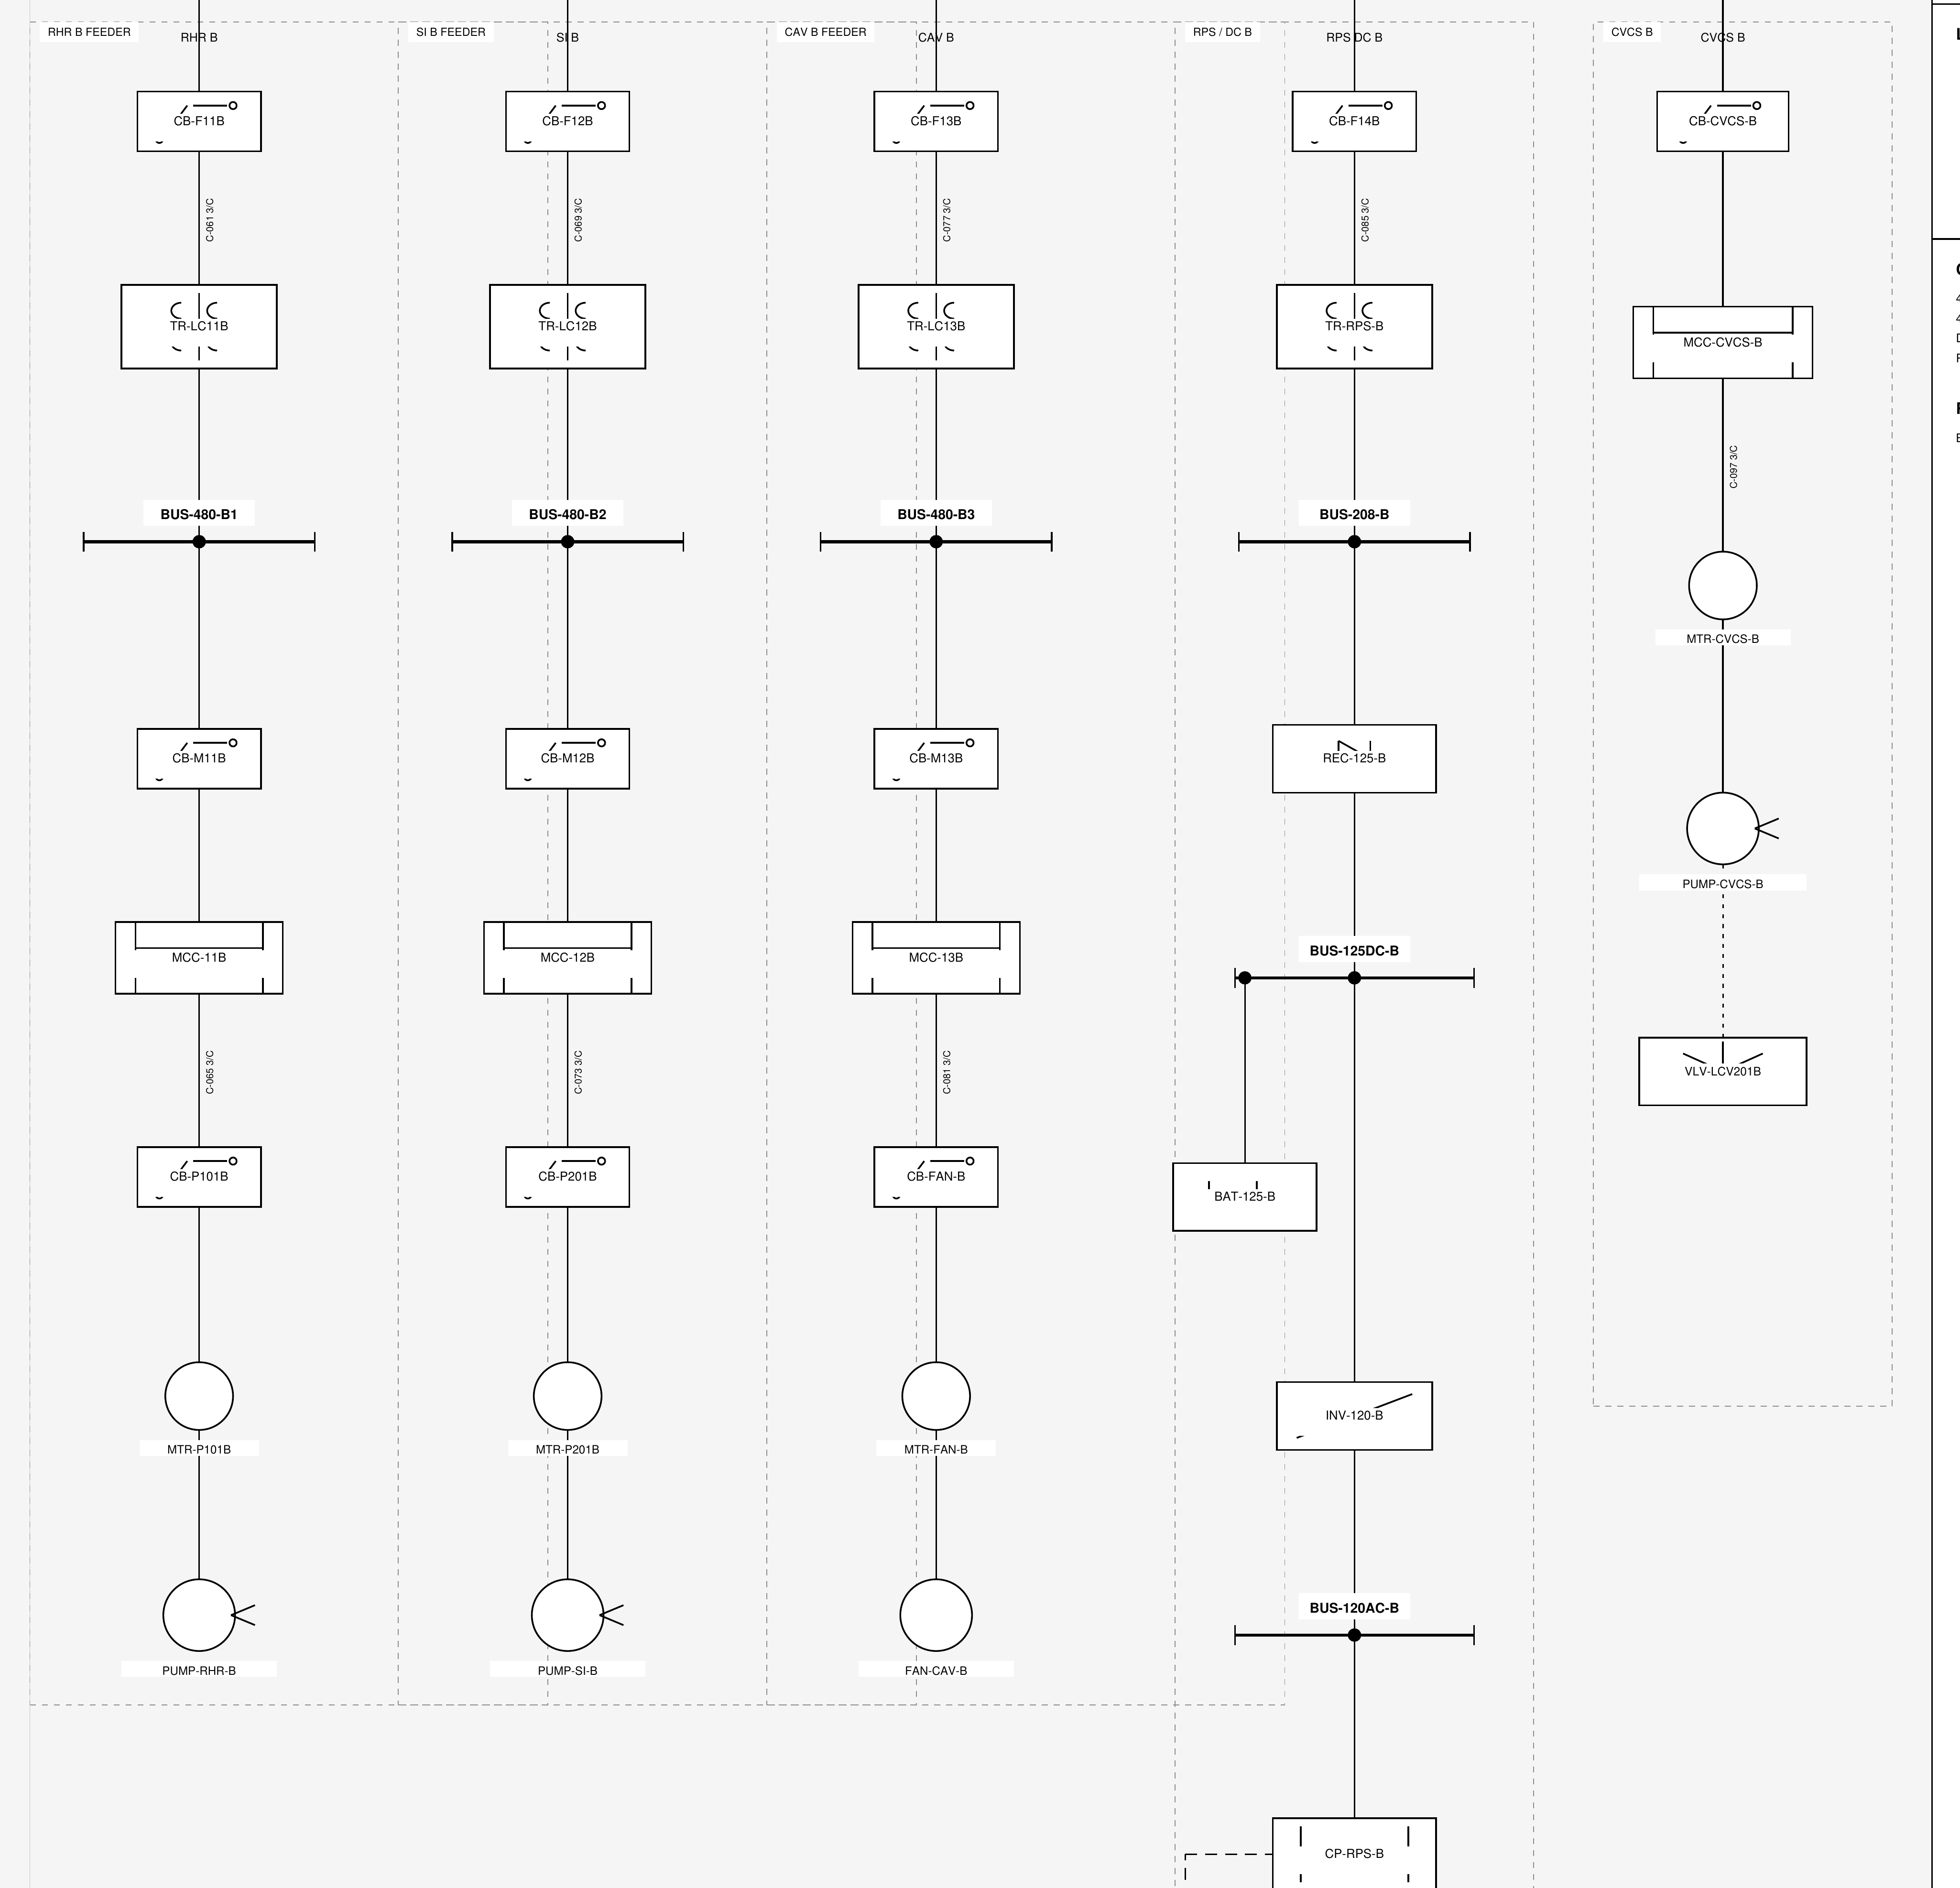 RHR B FEEDER
RHR B
SI B FEEDER
SI B
CAV B FEEDER
CAV B
RPS / DC B
RPS DC B
CVCS B
CVCS B
CB-F11B
CB-F12B
CB-F13B
CB-F14B
CB-CVCS-B
C-061 3/C
C-069 3/C
C-077 3/C
C-085 3/C
TR-LC11B
TR-LC12B
TR-LC13B
TR-RPS-B
MCC-CVCS-B
C-097 3/C
BUS-480-B1
BUS-480-B2
BUS-480-B3
BUS-208-B
MTR-CVCS-B
CB-M11B
CB-M12B
CB-M13B
REC-125-B
PUMP-CVCS-B
MCC-11B
MCC-12B
MCC-13B
BUS-125DC-B
C-065 3/C
C-073 3/C
C-081 3/C
VLV-LCV201B
CB-P101B
CB-P201B
CB-FAN-B
BAT-125-B
MTR-P101B
MTR-P201B
MTR-FAN-B
INV-120-B
BUS-120AC-B
PUMP-RHR-B
PUMP-SI-B
FAN-CAV-B
CP-RPS-B